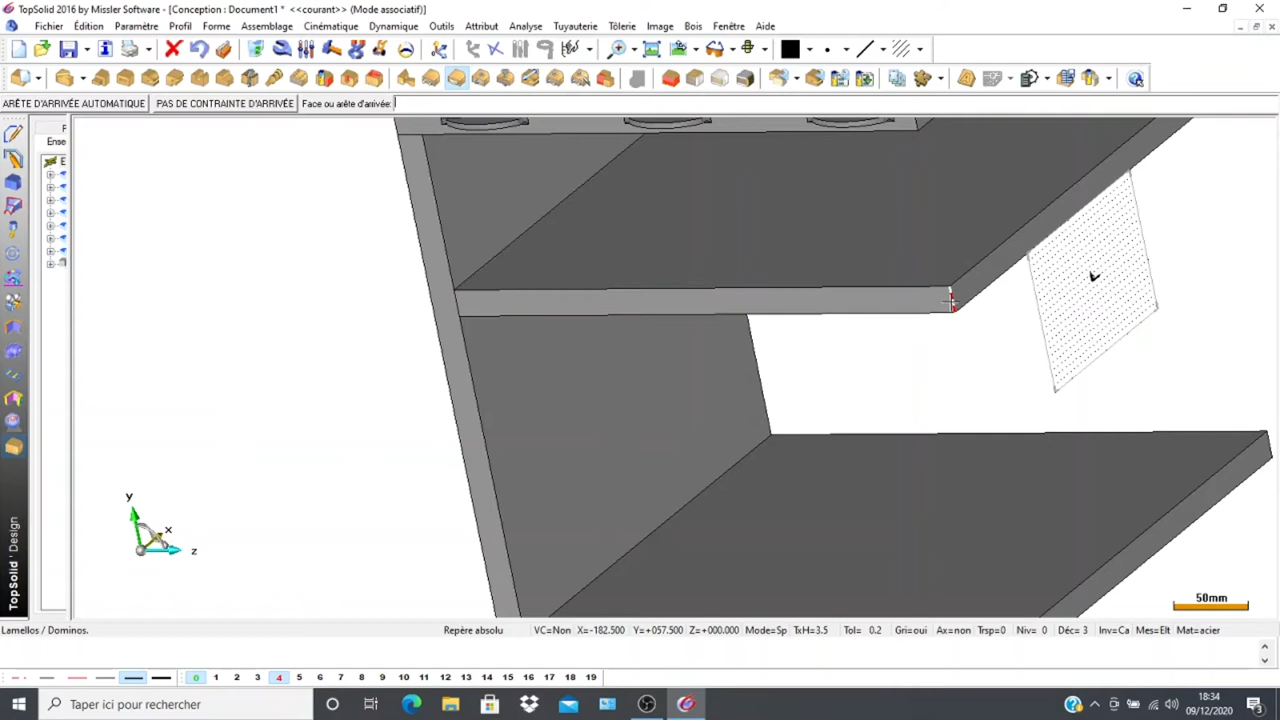 TopSolid 2016 by Missler Software - [Conception : Document1 * <<courant>> (Mode associatif)]
Fichier Édition Paramètre Profil Forme Assemblage Cinématique Dynamique Outils Attribut Analyse Tuyauterie Tôlerie Image Bois Fenêtre Aide
ARÊTE D'ARRIVÉE AUTOMATIQUE PAS DE CONTRAINTE D'ARRIVÉE Face ou arête d'arrivée:
Ense
E
y
x
z
TopSolid'Design
50mm
Lamellos / Dominos. Repère absolu VC=Non X=-182.500 Y=+057.500 Z=+000.000 Mode=Sp TxH=3.5 Tol= 0.2 Gri=oui Ax=non Trsp=0 Niv= 0 Déc= 3 Inv=Ca Mes=Elt Mat=acier
0 1 2 3 4 5 6 7 8 9 10 11 12 13 14 15 16 17 18 19
Taper ici pour rechercher
18:34
09/12/2020
3